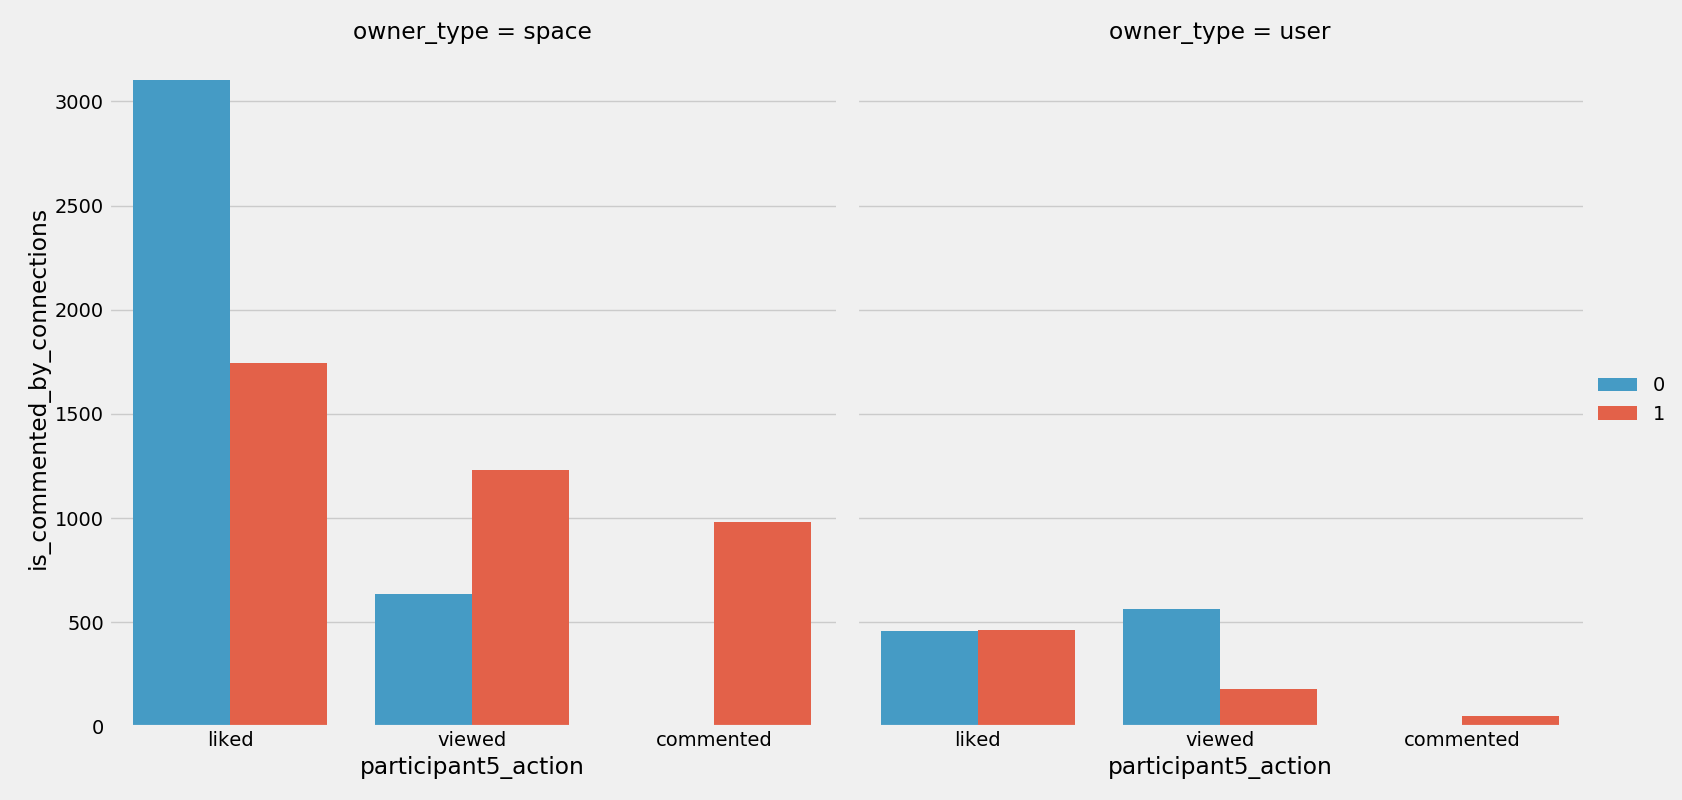 owner_type = space
owner_type = user
is_commented_by_connections
3000
2500
2000
1500
1000
500
0
liked
viewed
commented
participant5_action
liked
viewed
commented
participant5_action
0
1